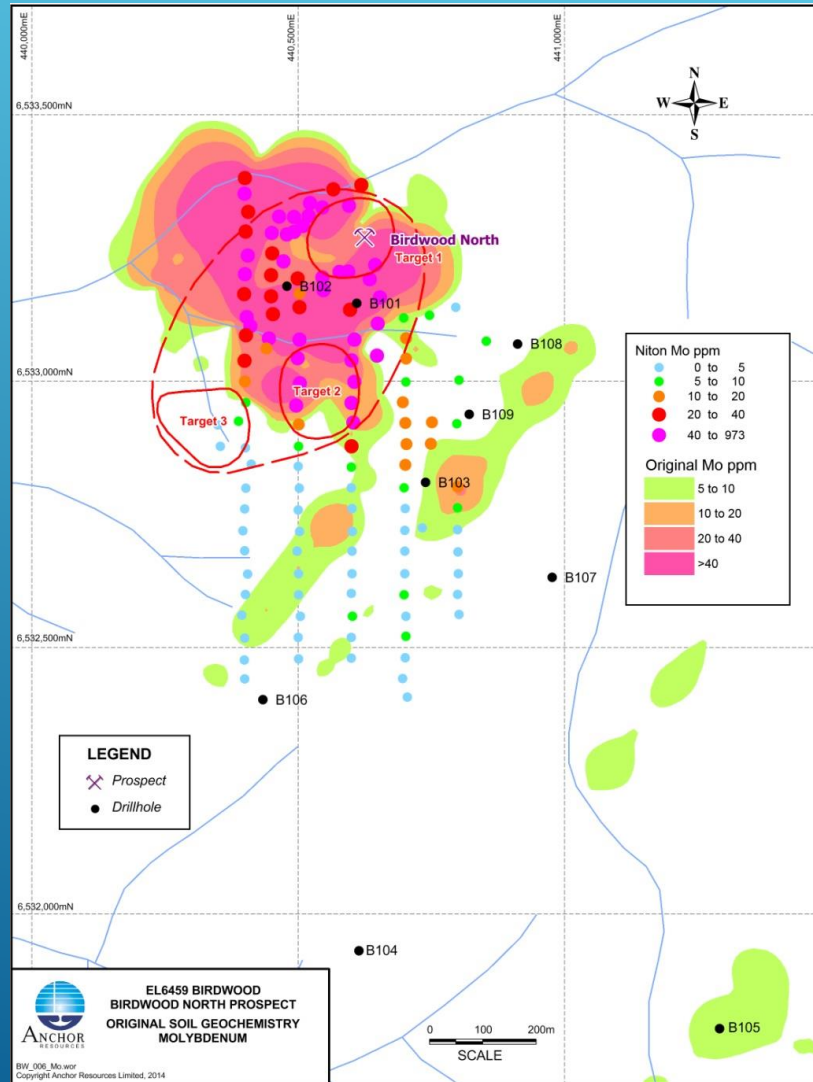 440,000mE
440,500mE
441,000mE
6,533,500mN
N
W E
S
Birdwood North
Target 1
B102
B101
B108
6,533,000mN
Target 2
Target 3
B109
B103
Niton Mo ppm
0 to 5
5 to 10
10 to 20
20 to 40
40 to 973
Original Mo ppm
5 to 10
10 to 20
20 to 40
>40
B107
6,532,500mN
B106
LEGEND
Prospect
Drillhole
6,532,000mN
B104
B105
ANCHOR
RESOURCES
EL6459 BIRDWOOD
BIRDWOOD NORTH PROSPECT
ORIGINAL SOIL GEOCHEMISTRY
MOLYBDENUM
BW_006_Mo.wor
Copyright Anchor Resources Limited, 2014
0 100 200m
SCALE